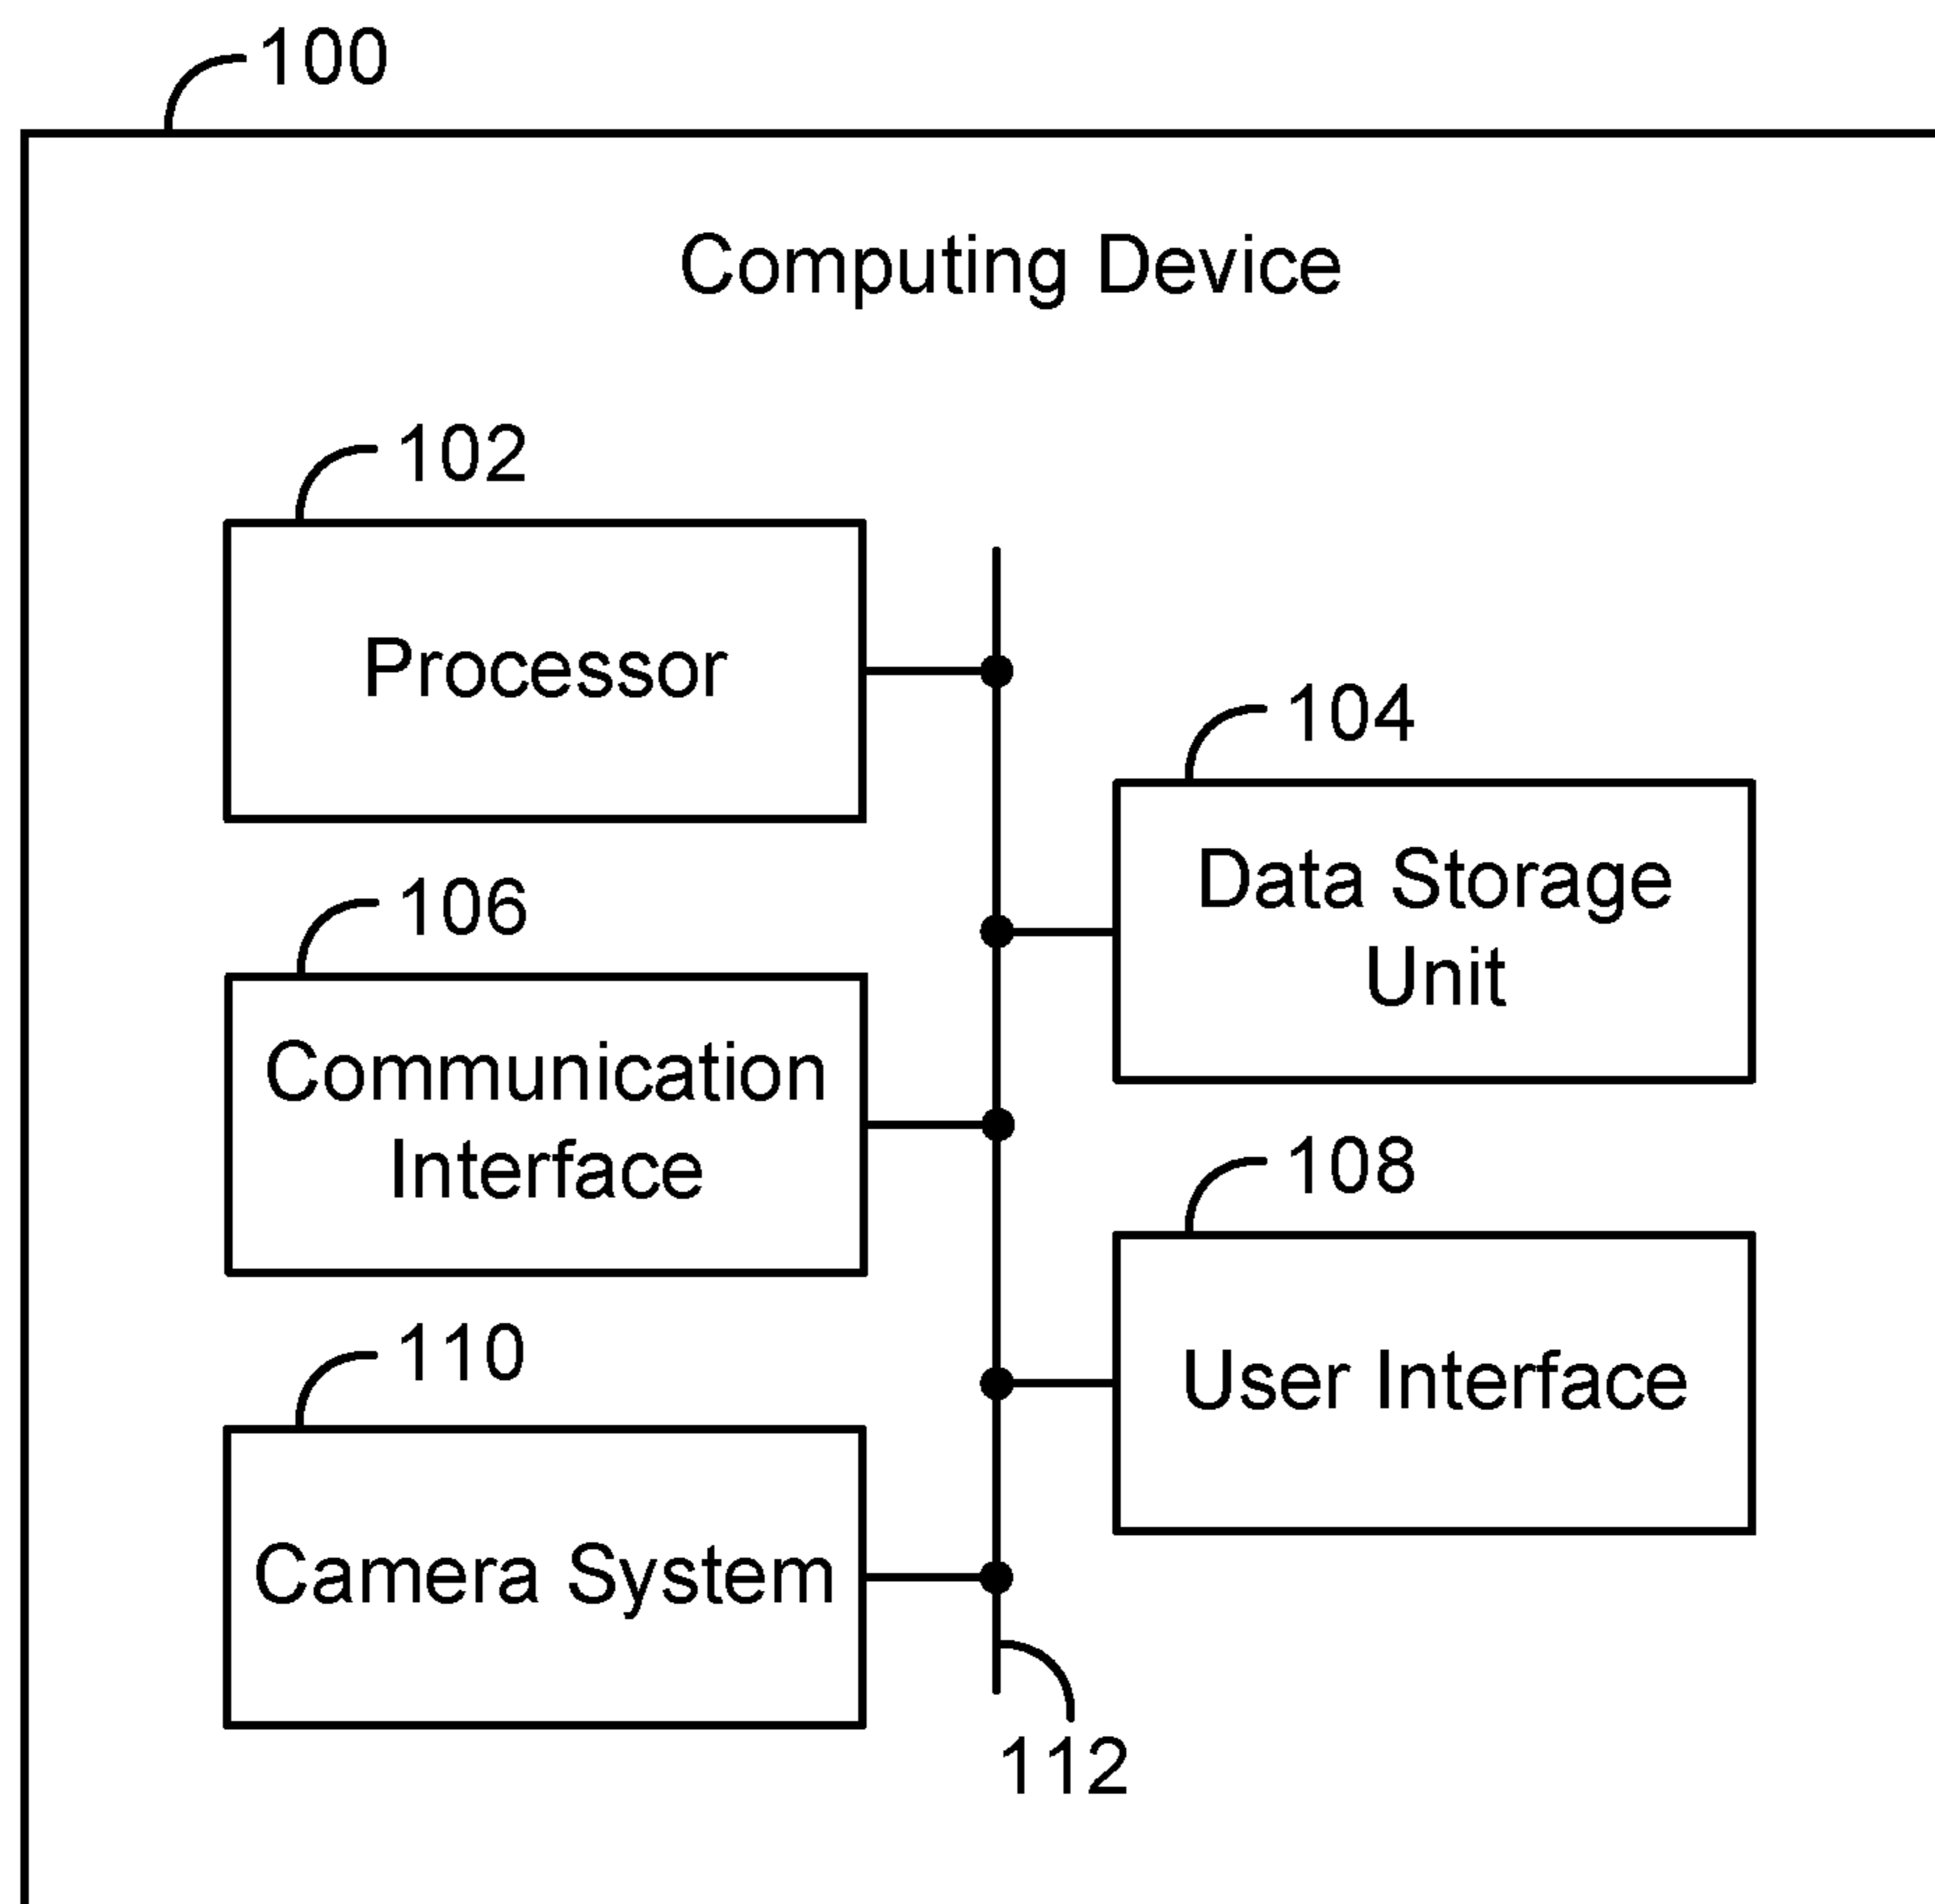 100
Computing Device
102
Processor
104
Data Storage
Unit
106
Communication
Interface
108
User Interface
110
Camera System
112